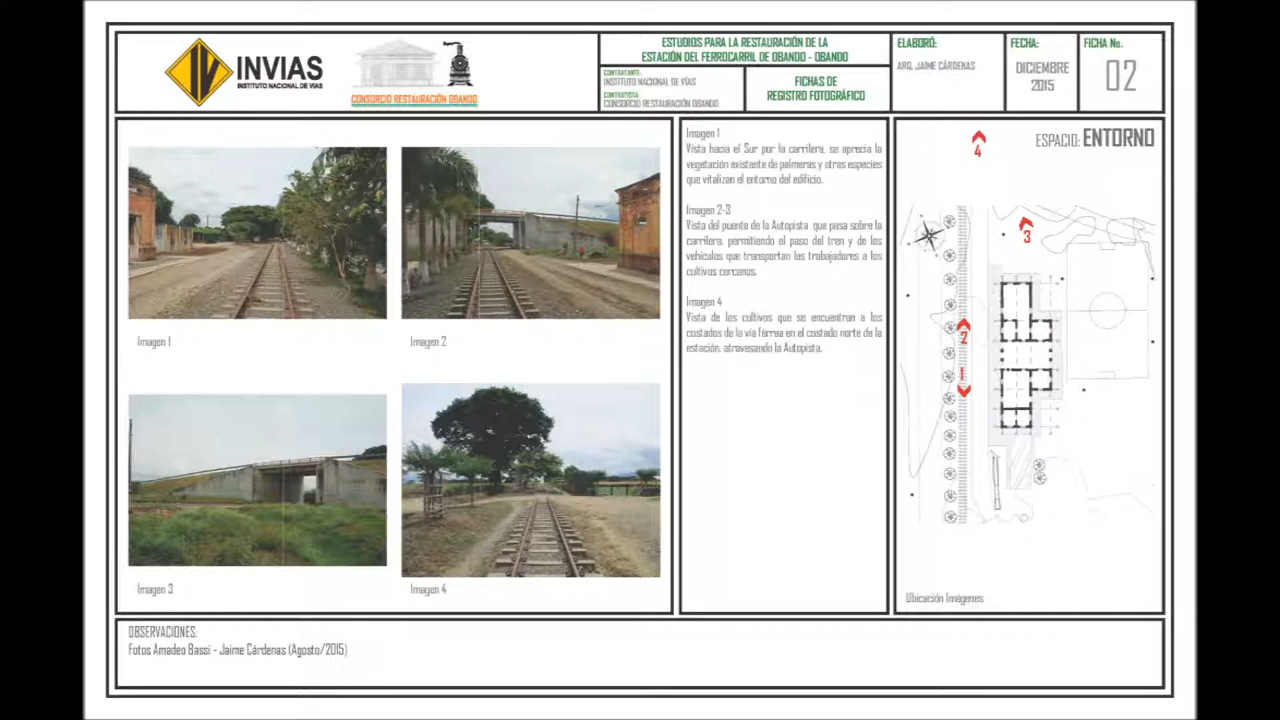 INVIAS
INSTITUTO NACIONAL DE VÍAS
CONSORCIO RESTAURACIÓN OBANDO
ESTUDIOS PARA LA RESTAURACIÓN DE LA
ESTACIÓN DEL FERROCARRIL DE OBANDO - OBANDO
CONTRATANTE:
INSTITUTO NACIONAL DE VÍAS
CONTRATISTA:
CONSORCIO RESTAURACIÓN OBANDO
FICHAS DE
REGISTRO FOTOGRÁFICO
ELABORÓ:
ARQ. JAIME CÁRDENAS
FECHA:
DICIEMBRE
2015
FICHA No.
02
Imagen 1
Imagen 2
Imagen 3
Imagen 4
Imagen 1
Vista hacia el Sur por la carrilera, se aprecia la
vegetación existente de palmeras y otras especies
que vitalizan el entorno del edificio.
Imagen 2-3
Vista del puente de la Autopista que pasa sobre la
carrilera, permitiendo el paso del tren y de los
vehículos que transportan los trabajadores a los
cultivos cercanos.
Imagen 4
Vista de los cultivos que se encuentran a los
costados de la vía férrea en el costado norte de la
estación, atravesando la Autopista.
ESPACIO: ENTORNO
4
3
2
1
Ubicación Imágenes
OBSERVACIONES:
Fotos Amadeo Bassi - Jaime Cárdenas (Agosto/2015)